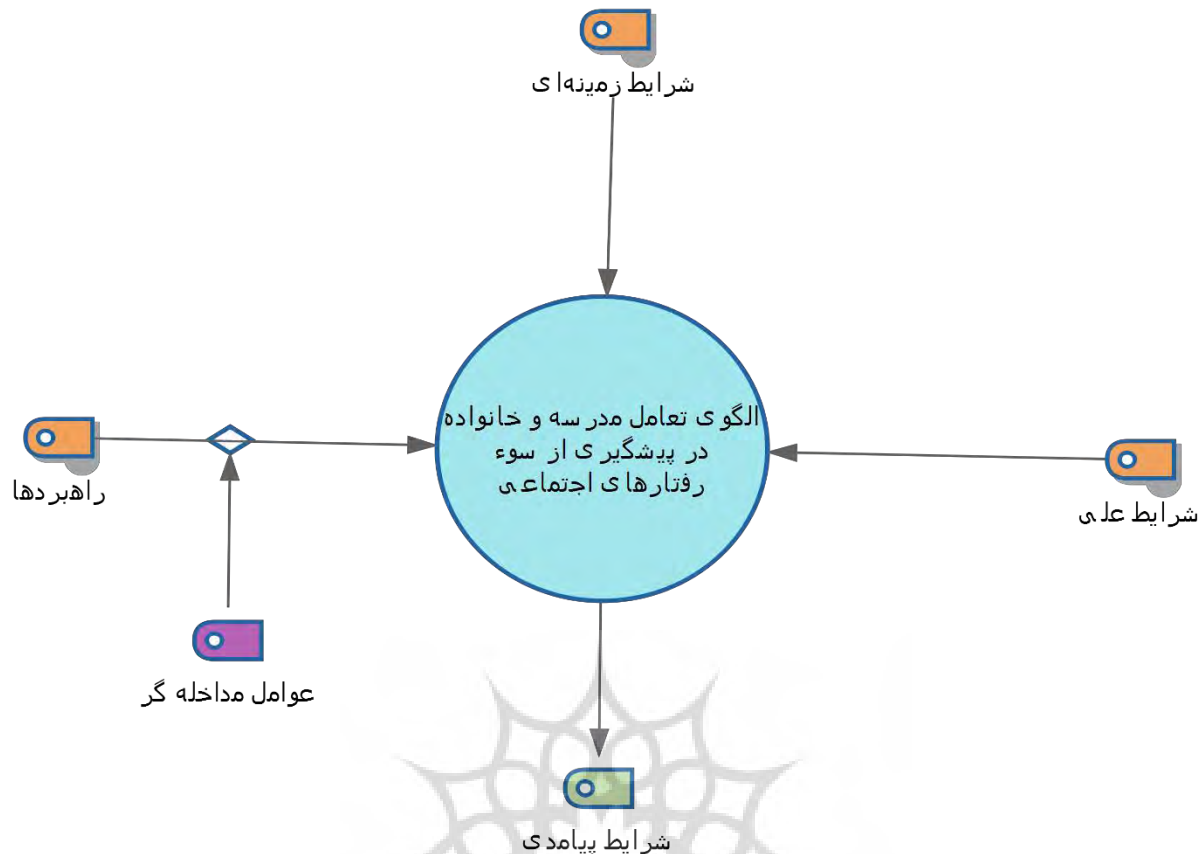 شرایط زمینه‌ای
الگوی تعامل مدرسه و خانواده
در پیشگیری از سوء
رفتارهای اجتماعی
شرایط علی
راهبردها
عوامل مداخله گر
شرایط پیامدی